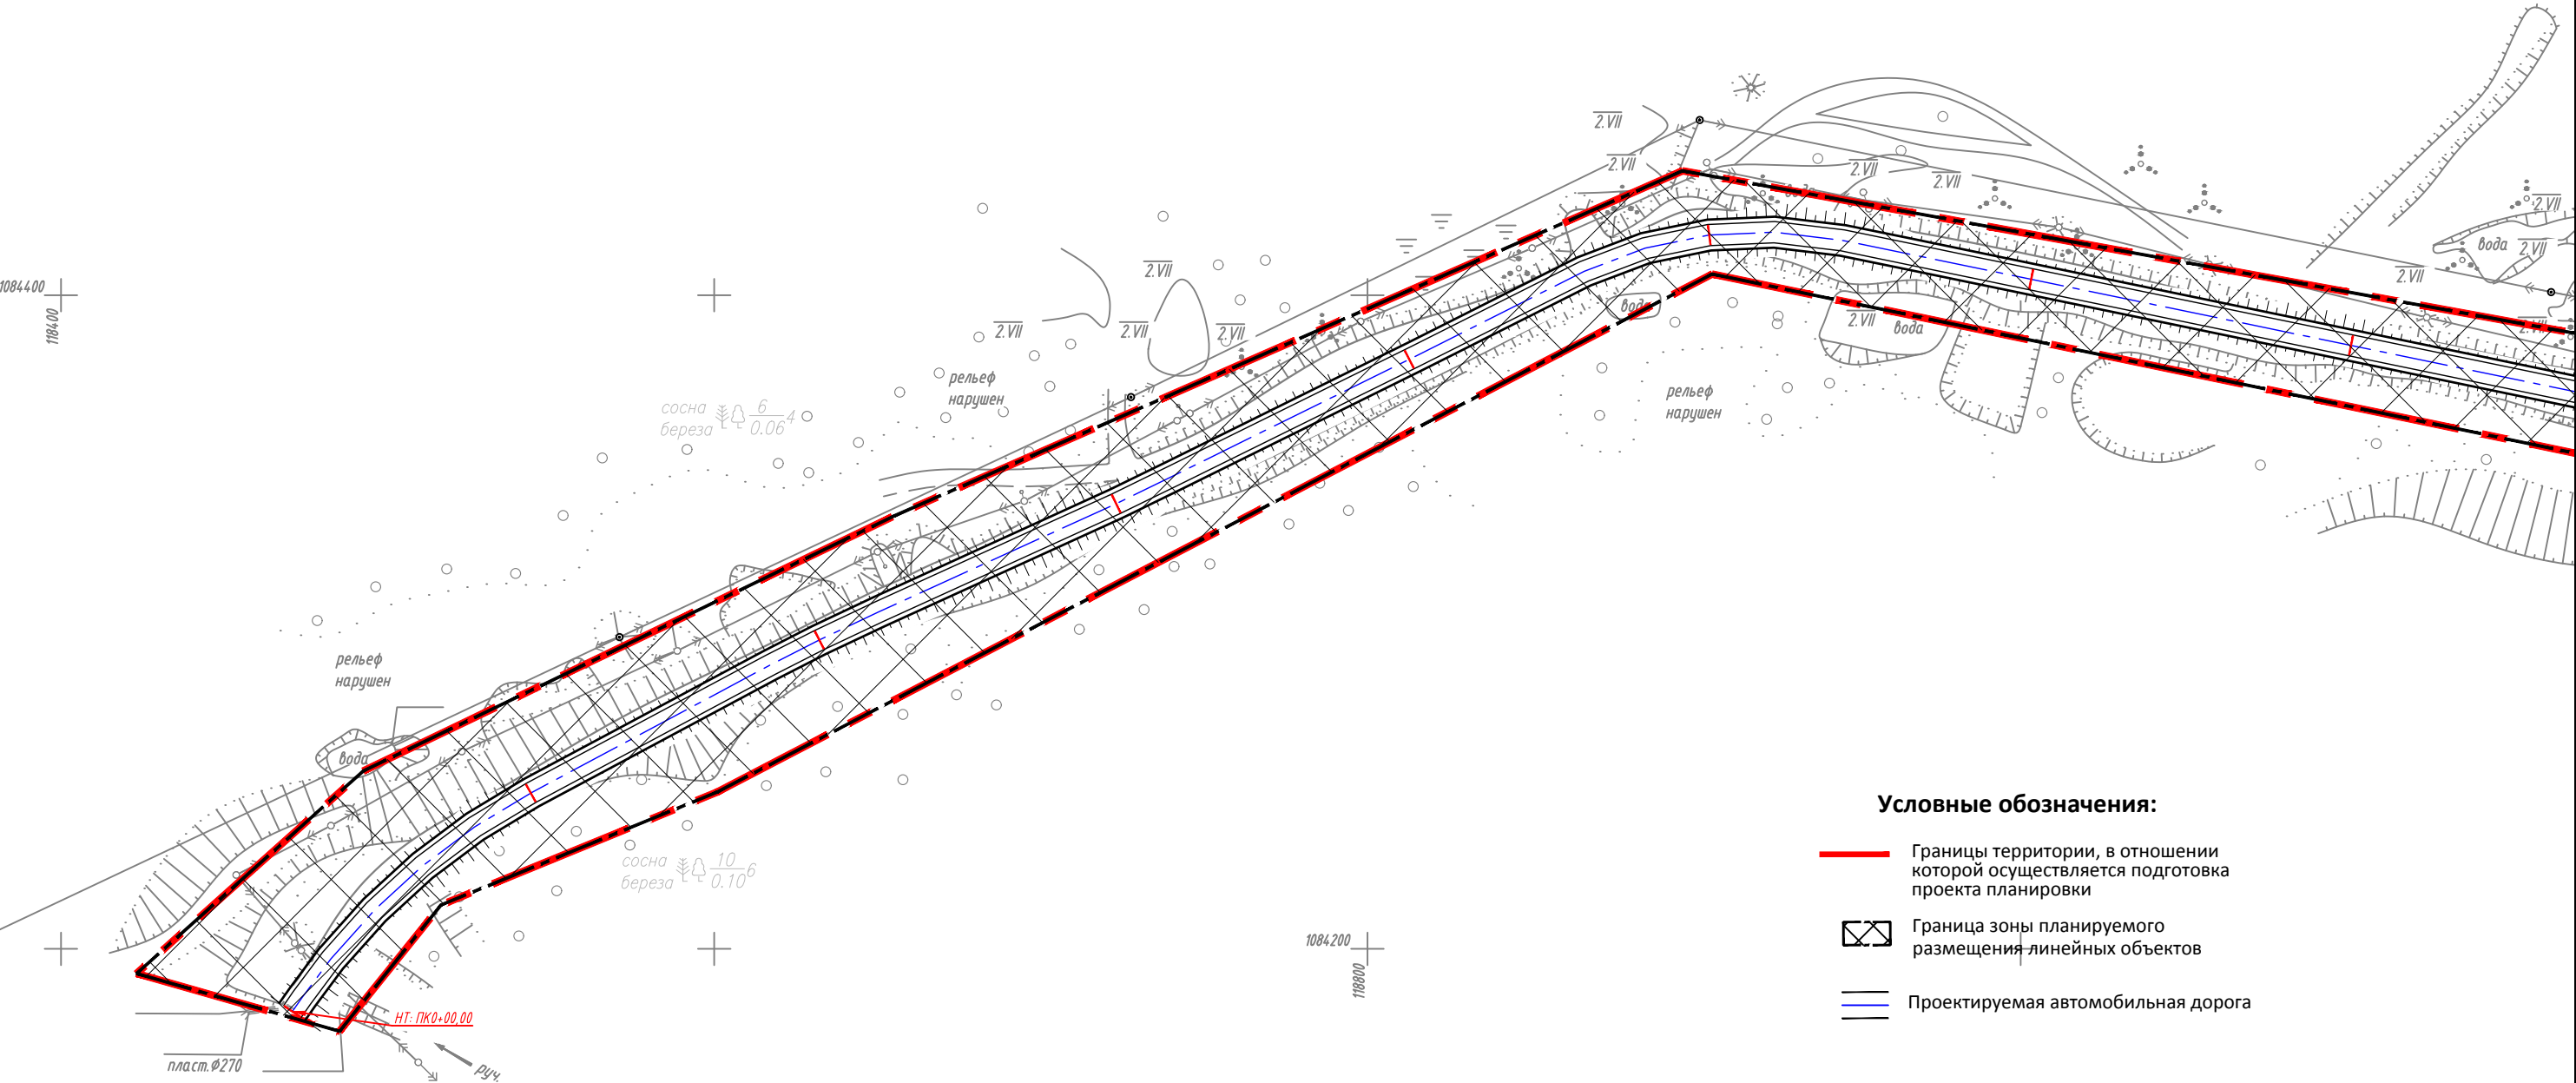 2.VII
2.VII
2.VII
2.VII
2.VII
2.VII
вода
2.VII
2.VII
2.VII
1084400
118400
2.VII
2.VII
2.VII
вода
2.VII
вода
рельеф
нарушен
рельеф
нарушен
сосна
береза
6
0.06
4
рельеф
нарушен
вода
сосна
береза
10
0.10
6
1084200
118800
НТ: ПК0+00,00
пласт.Ф270
руч.
Условные обозначения:
Границы территории, в отношении
которой осуществляется подготовка
проекта планировки
Граница зоны планируемого
размещения линейных объектов
Проектируемая автомобильная дорога